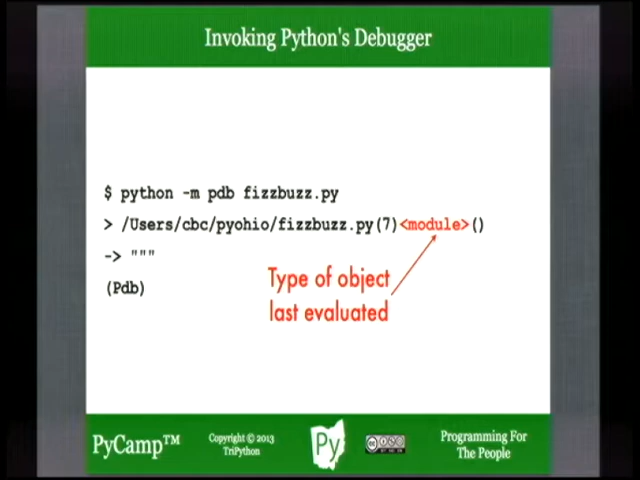 Invoking Python's Debugger
$ python -m pdb fizzbuzz.py
> /Users/cbc/pyohio/fizzbuzz.py(7)<module>()
-> """
(Pdb)
Type of object
last evaluated
PyCamp™
Copyright © 2013
TriPython
Py
Programming For
The People